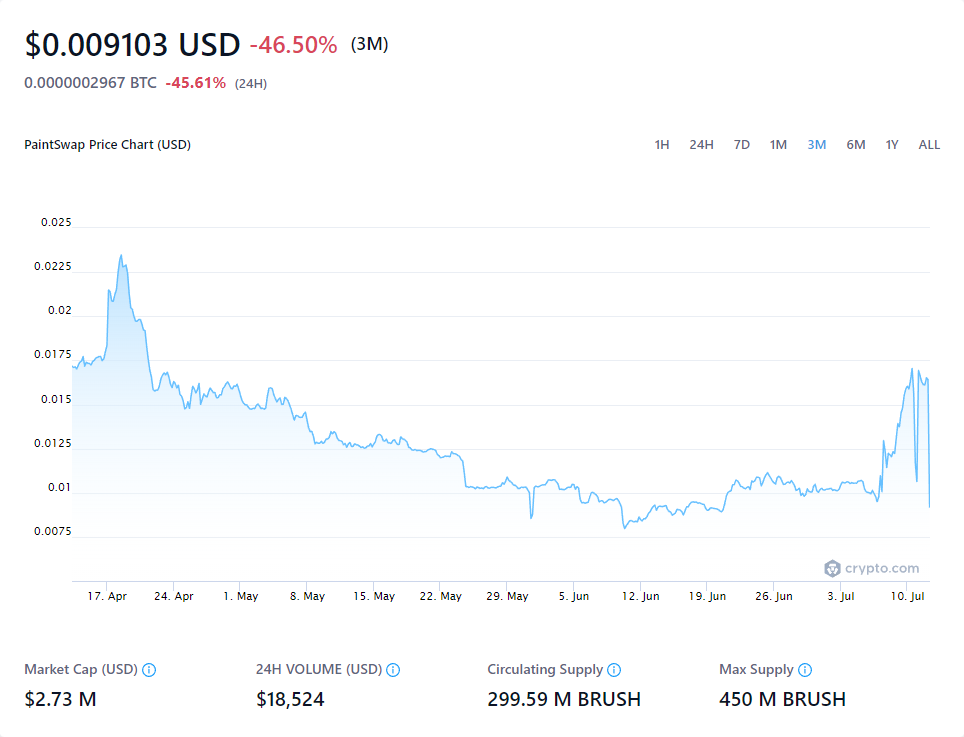 $0.009103 USD -46.50% (3M)
0.0000002967 BTC -45.61% (24H)
PaintSwap Price Chart (USD) 1H 24H 7D 1M 3M 6M 1Y ALL
0.025
0.0225
0.02
0.0175
0.015
0.0125
0.01
0.0075
crypto.com
17. Apr 24. Apr 1. May 8. May 15. May 22. May 29. May 5. Jun 12. Jun 19. Jun 26. Jun 3. Jul 10. Jul
Market Cap (USD) 24H VOLUME (USD) Circulating Supply Max Supply
$2.73 M $18,524 299.59 M BRUSH 450 M BRUSH